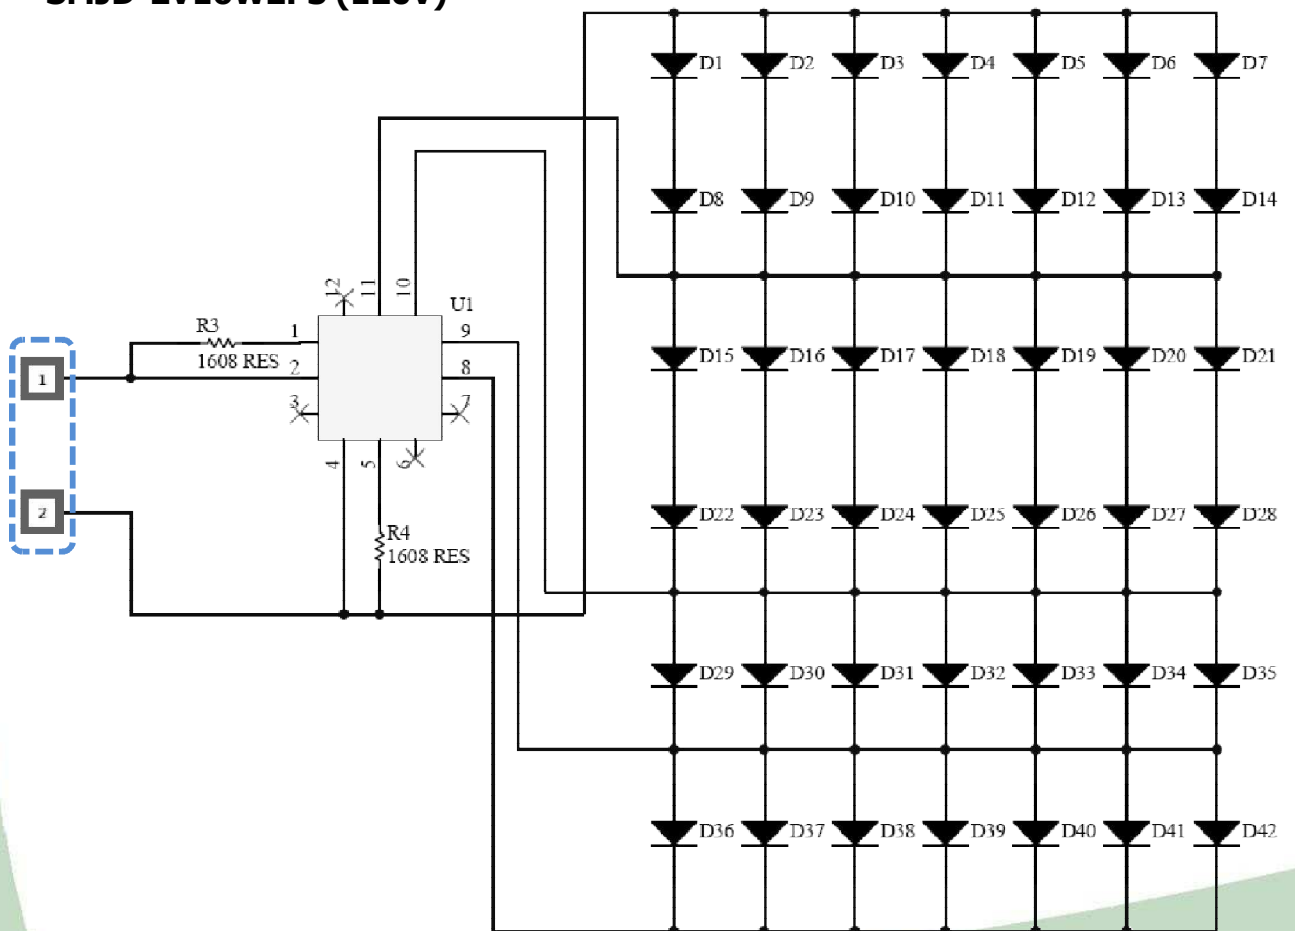 D1 D2 D3 D4 D5 D6 D7
D8 D9 D10 D11 D12 D13 D14
12 11 10 U1
R3 1 9
1608 RES 2 8
1
3 7
D15 D16 D17 D18 D19 D20 D21
4 5 6
2
R4
1608 RES
D22 D23 D24 D25 D26 D27 D28
D29 D30 D31 D32 D33 D34 D35
D36 D37 D38 D39 D40 D41 D42